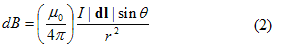 dB = (μ₀/4π) I | dl | sin θ / r² (2)